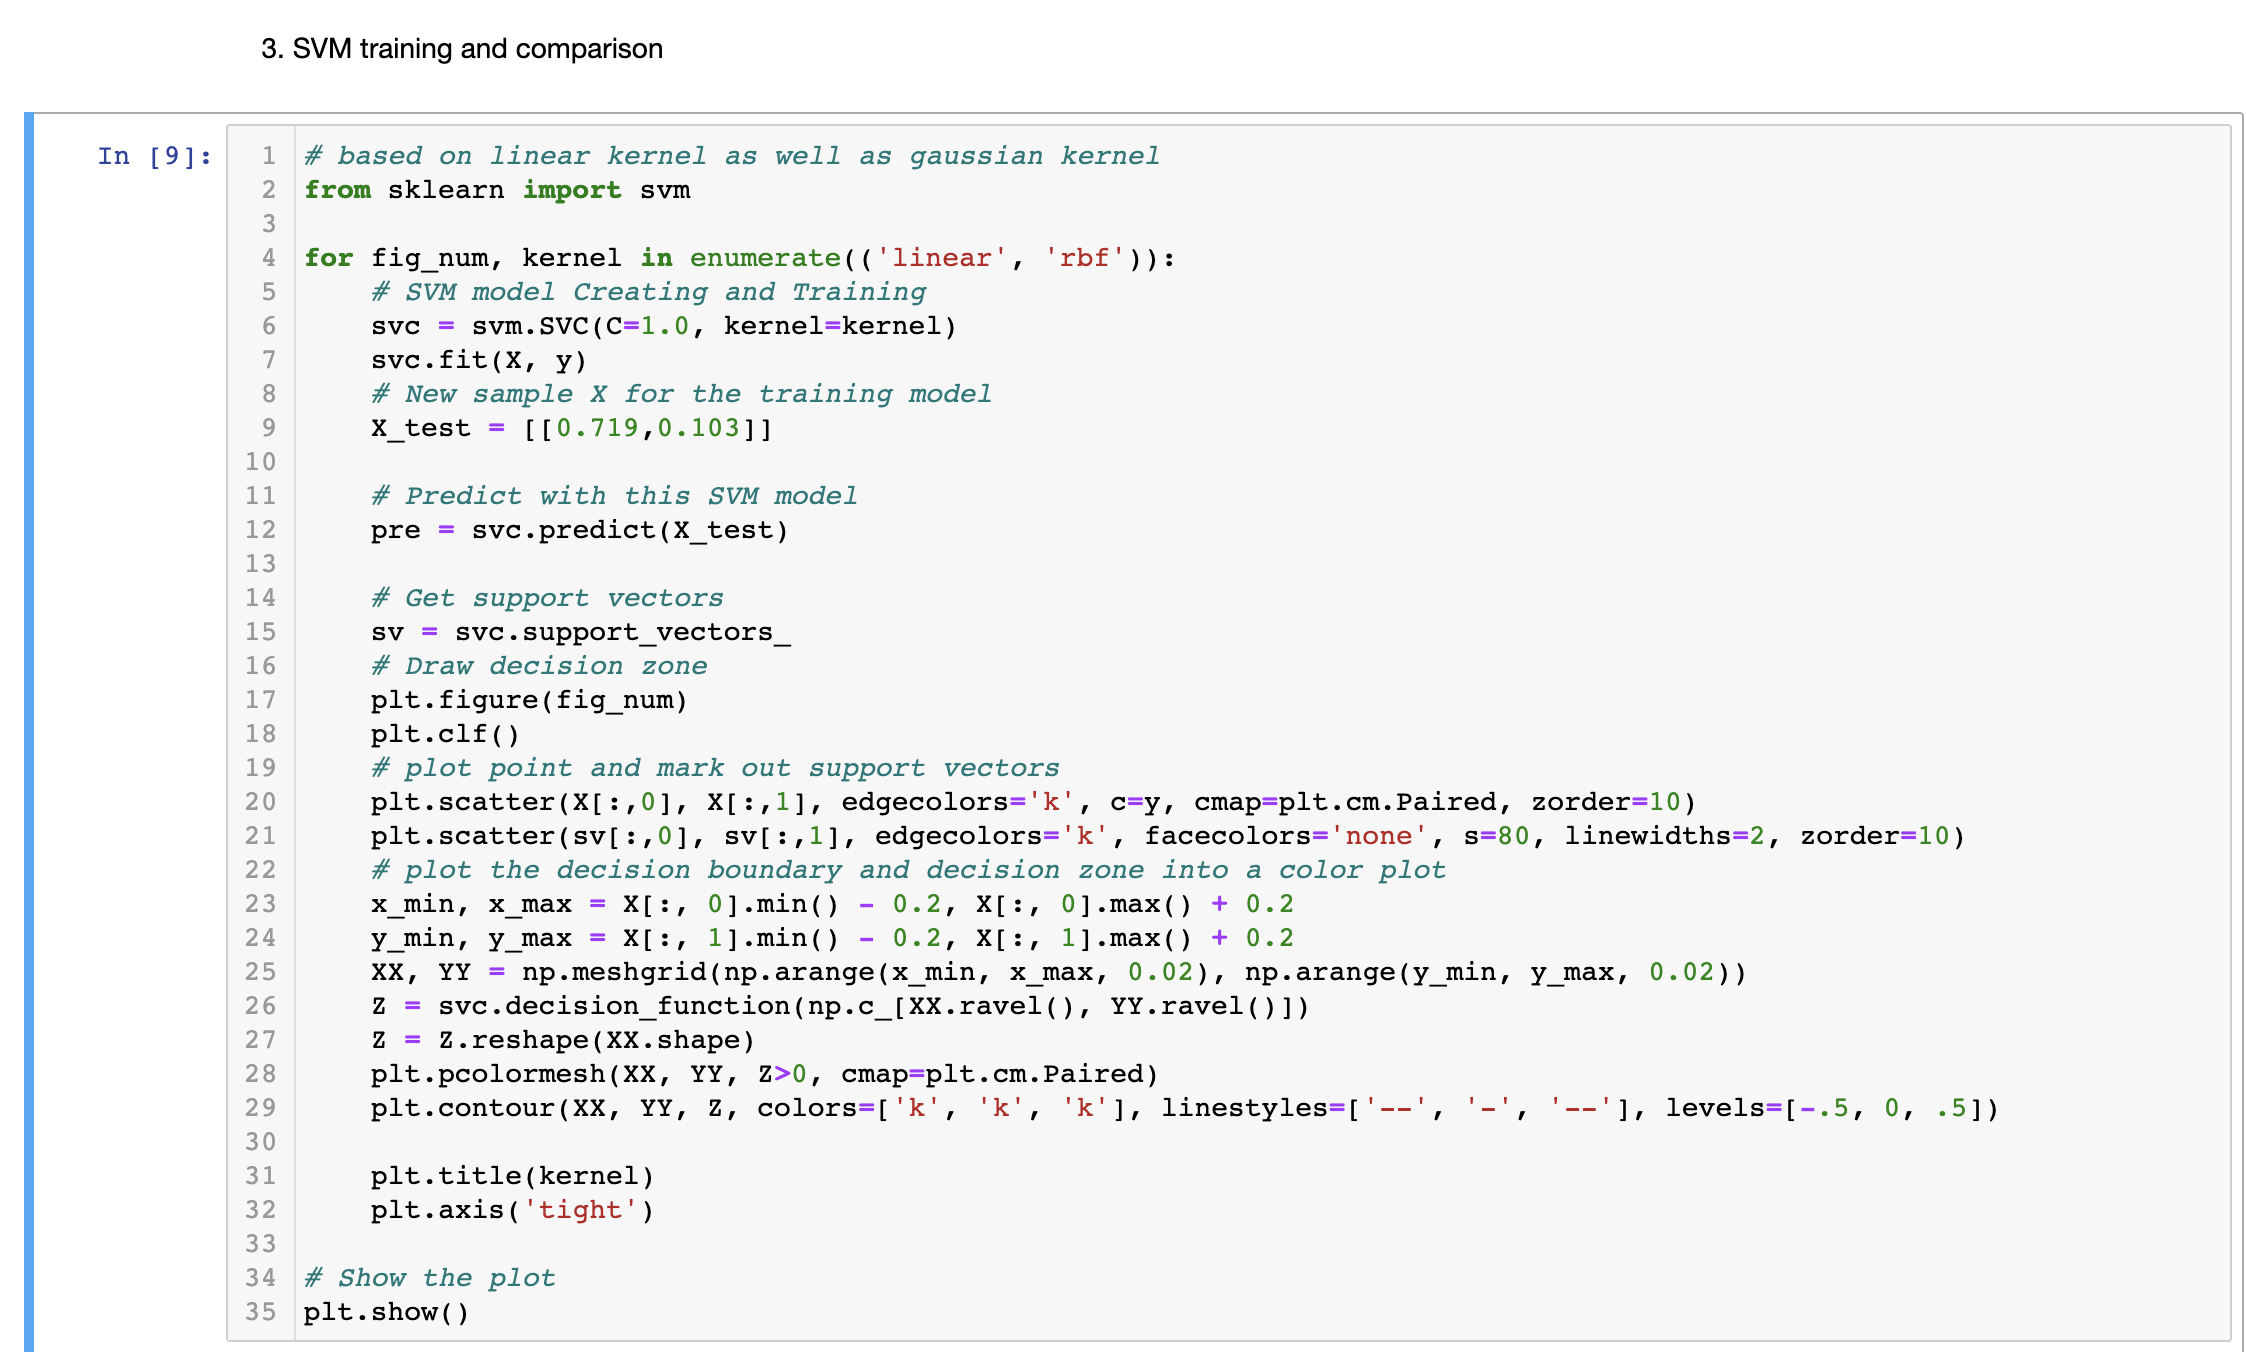 3. SVM training and comparison
In [9]:
1 # based on linear kernel as well as gaussian kernel
2 from sklearn import svm
3
4 for fig_num, kernel in enumerate(('linear', 'rbf')):
5     # SVM model Creating and Training
6     svc = svm.SVC(C=1.0, kernel=kernel)
7     svc.fit(X, y)
8     # New sample X for the training model
9     X_test = [[0.719,0.103]]
10
11     # Predict with this SVM model
12     pre = svc.predict(X_test)
13
14     # Get support vectors
15     sv = svc.support_vectors_
16     # Draw decision zone
17     plt.figure(fig_num)
18     plt.clf()
19     # plot point and mark out support vectors
20     plt.scatter(X[:,0], X[:,1], edgecolors='k', c=y, cmap=plt.cm.Paired, zorder=10)
21     plt.scatter(sv[:,0], sv[:,1], edgecolors='k', facecolors='none', s=80, linewidths=2, zorder=10)
22     # plot the decision boundary and decision zone into a color plot
23     x_min, x_max = X[:, 0].min() - 0.2, X[:, 0].max() + 0.2
24     y_min, y_max = X[:, 1].min() - 0.2, X[:, 1].max() + 0.2
25     XX, YY = np.meshgrid(np.arange(x_min, x_max, 0.02), np.arange(y_min, y_max, 0.02))
26     Z = svc.decision_function(np.c_[XX.ravel(), YY.ravel()])
27     Z = Z.reshape(XX.shape)
28     plt.pcolormesh(XX, YY, Z>0, cmap=plt.cm.Paired)
29     plt.contour(XX, YY, Z, colors=['k', 'k', 'k'], linestyles=['--', '-', '--'], levels=[-.5, 0, .5])
30
31     plt.title(kernel)
32     plt.axis('tight')
33
34 # Show the plot
35 plt.show()